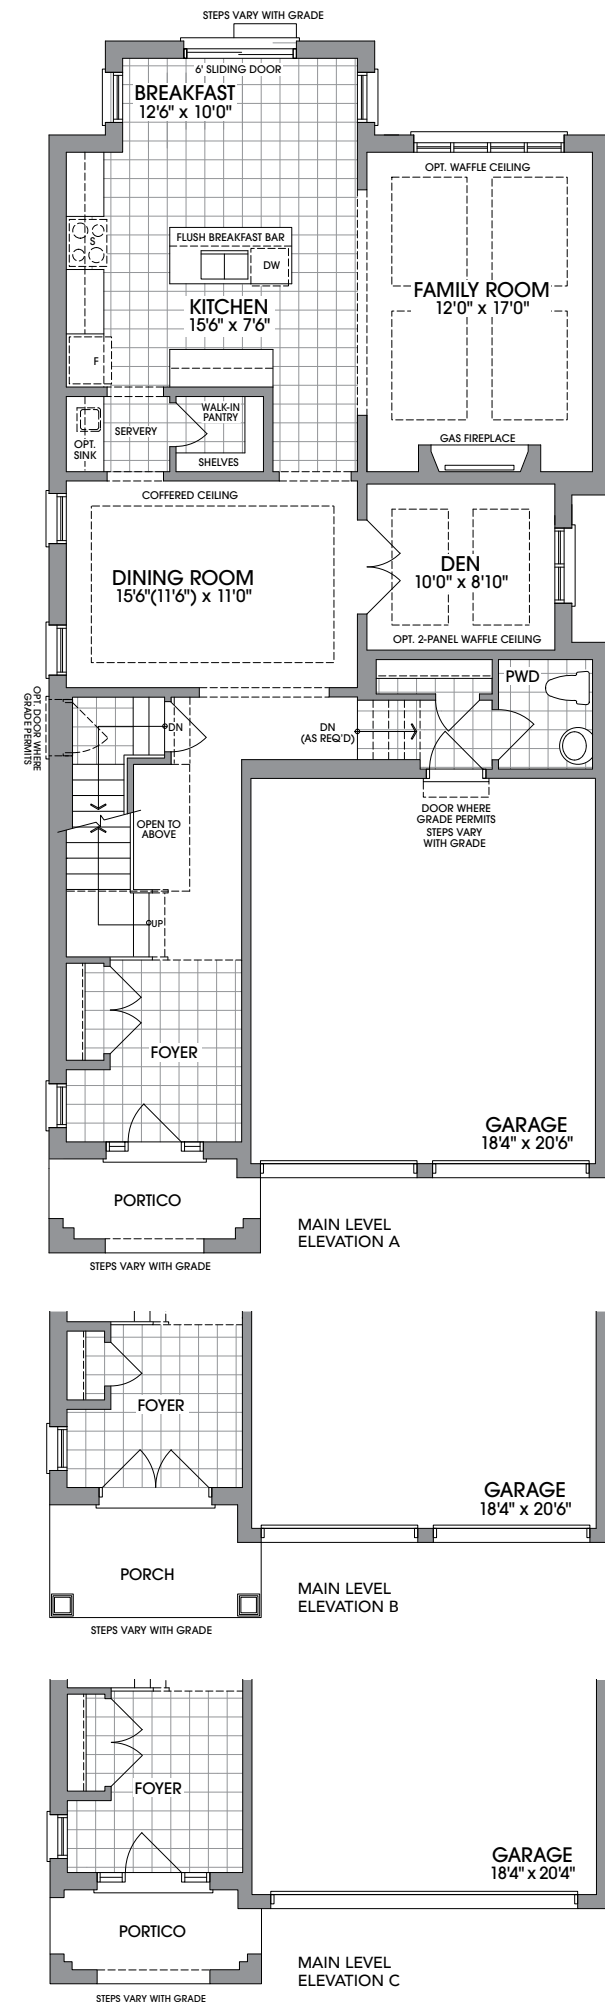 STEPS VARY WITH GRADE
6' SLIDING DOOR
BREAKFAST
12'6" x 10'0"
OPT. WAFFLE CEILING
S
FLUSH BREAKFAST BAR
DW
FAMILY ROOM
12'0" x 17'0"
KITCHEN
15'6" x 7'6"
F
WALK-IN
PANTRY
SERVERY
OPT.
SINK
SHELVES
GAS FIREPLACE
COFFERED CEILING
DINING ROOM
15'6"(11'6") x 11'0"
DEN
10'0" x 8'10"
OPT. 2-PANEL WAFFLE CEILING
PWD
OPT. DOOR WHERE
GRADE PERMITS
DN
DN
(AS REQ'D)
DOOR WHERE
GRADE PERMITS
STEPS VARY
WITH GRADE
OPEN TO
ABOVE
UP
FOYER
GARAGE
18'4" x 20'6"
PORTICO
MAIN LEVEL
ELEVATION A
STEPS VARY WITH GRADE
FOYER
GARAGE
18'4" x 20'6"
PORCH
MAIN LEVEL
ELEVATION B
STEPS VARY WITH GRADE
FOYER
GARAGE
18'4" x 20'4"
PORTICO
MAIN LEVEL
ELEVATION C
STEPS VARY WITH GRADE